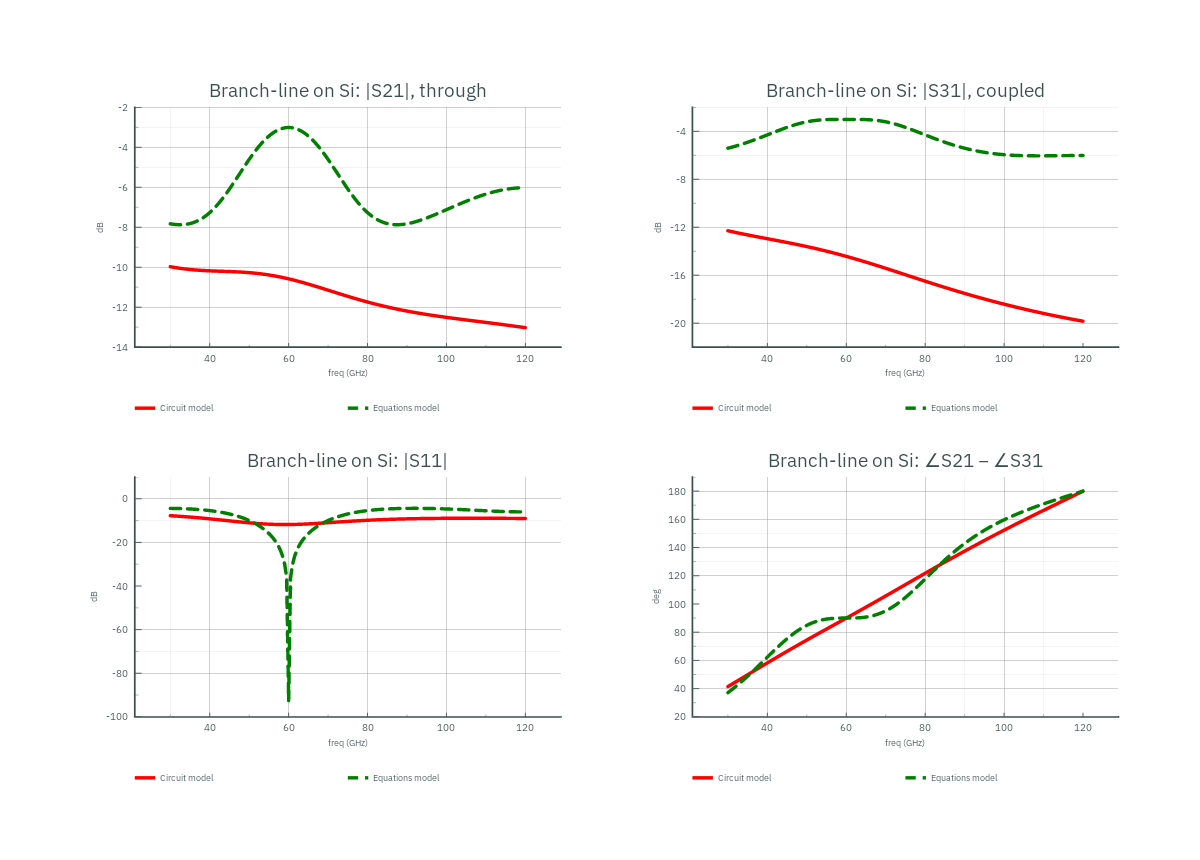 Branch-line on Si: |S21|, through
-2
-4
-6
-8
-10
-12
-14
dB
40 60 80 100 120
freq (GHz)
Circuit model Equations model
Branch-line on Si: |S31|, coupled
-4
-8
-12
-16
-20
dB
40 60 80 100 120
freq (GHz)
Circuit model Equations model
Branch-line on Si: |S11|
0
-20
-40
-60
-80
-100
dB
40 60 80 100 120
freq (GHz)
Circuit model Equations model
Branch-line on Si: ∠S21 – ∠S31
180
160
140
120
100
80
60
40
20
deg
40 60 80 100 120
freq (GHz)
Circuit model Equations model